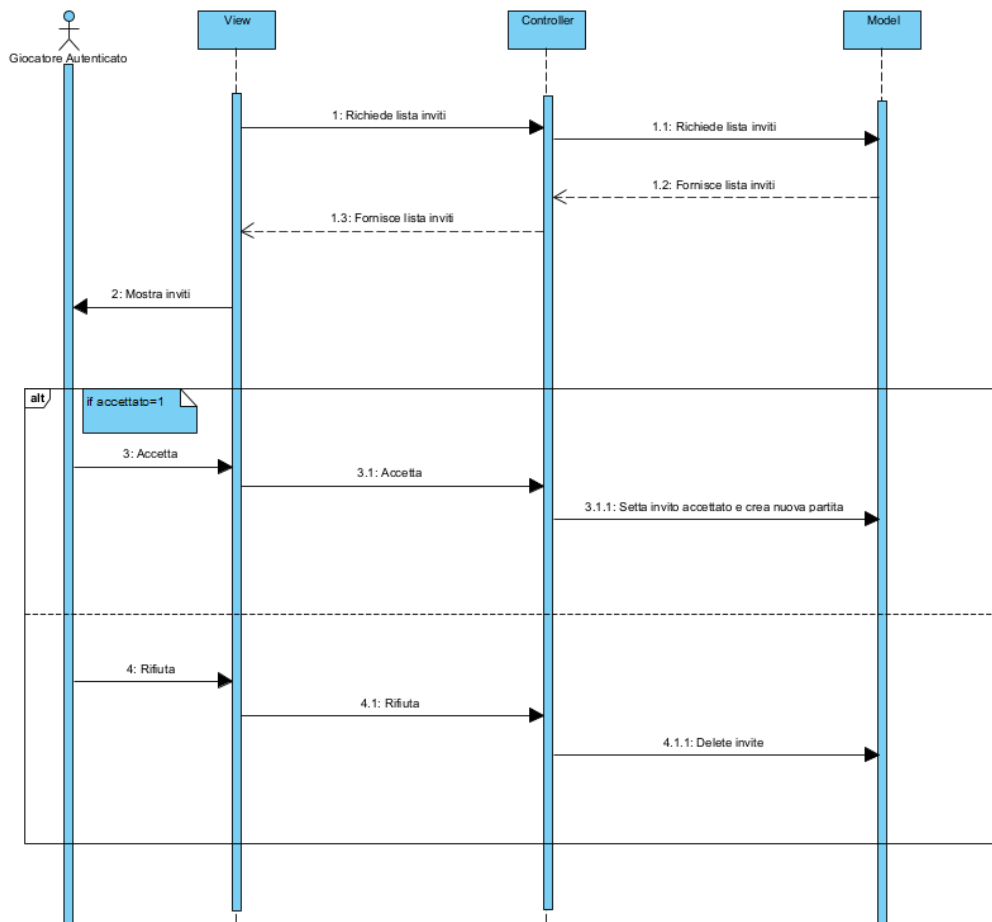 View
Controller
Model
Giocatore Autenticato
1: Richiede lista inviti
1.1: Richiede lista inviti
1.2: Fornisce lista inviti
1.3: Fornisce lista inviti
2: Mostra inviti
alt
if accettato=1
3: Accetta
3.1: Accetta
3.1.1: Setta invito accettato e crea nuova partita
4: Rifiuta
4.1: Rifiuta
4.1.1: Delete invite